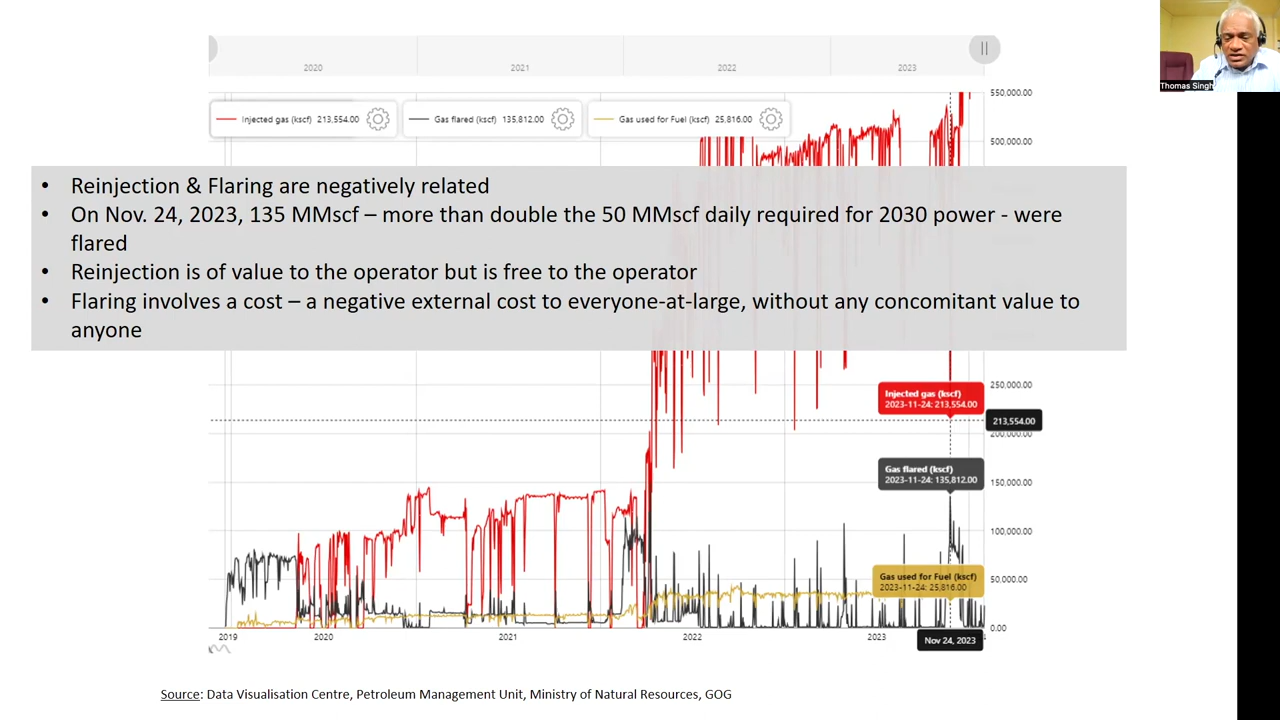 2020
2021
2022
2023
Thomas Singh
550,000.00
Injected gas (kscf) 213,554.00
Gas flared (kscf) 135,812.00
Gas used for Fuel (kscf) 25,816.00
500,000.00
• Reinjection & Flaring are negatively related
• On Nov. 24, 2023, 135 MMscf – more than double the 50 MMscf daily required for 2030 power - were
flared
• Reinjection is of value to the operator but is free to the operator
• Flaring involves a cost – a negative external cost to everyone-at-large, without any concomitant value to
anyone
250,000.00
Injected gas (kscf)
2023-11-24: 213,554.00
213,554.00
200,000.00
Gas flared (kscf)
2023-11-24: 135,812.00
150,000.00
100,000.00
Gas used for Fuel (kscf)
2023-11-24: 25,816.00
50,000.00
0.00
2019
2020
2021
2022
2023
Nov 24, 2023
Source: Data Visualisation Centre, Petroleum Management Unit, Ministry of Natural Resources, GOG